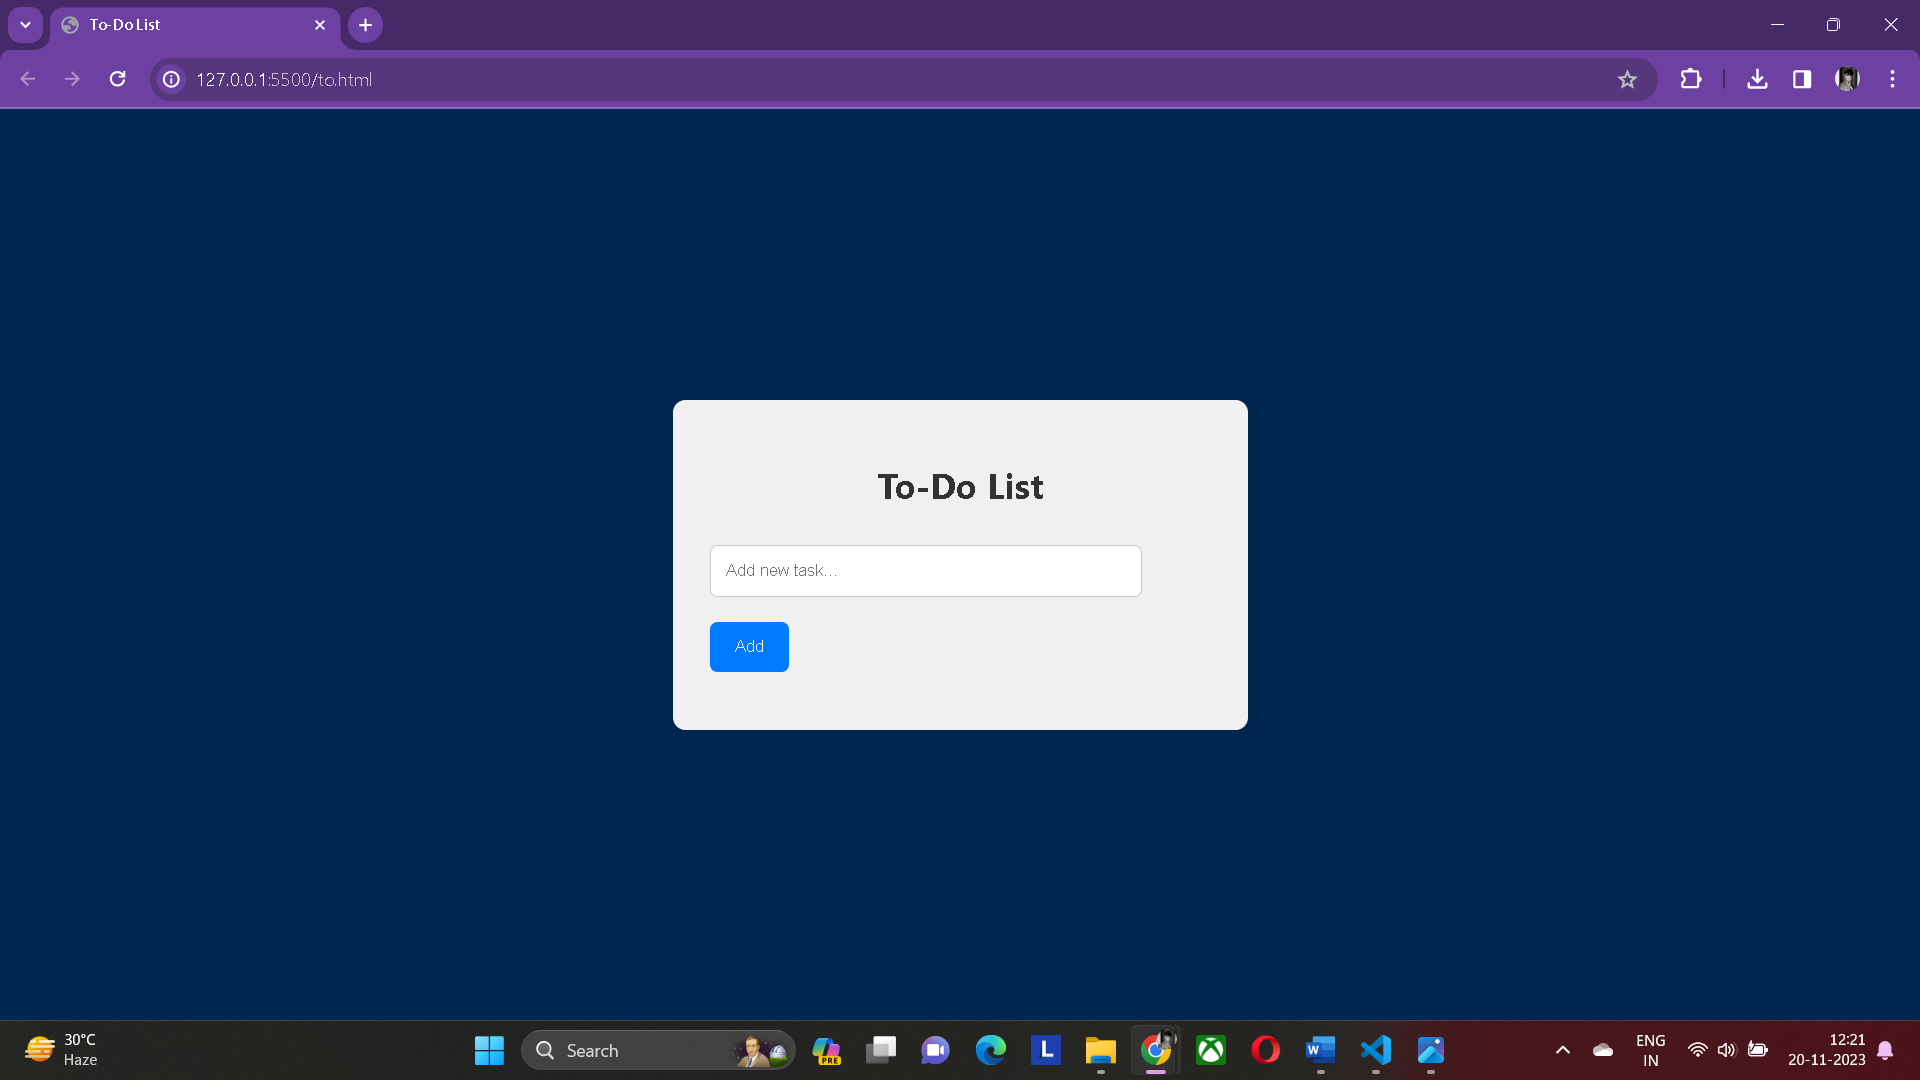 To-Do List
127.0.0.1:5500/to.html
To-Do List
Add new task...
Add
30°C
Haze
Search
PRE
L
W
ENG
IN
12:21
20-11-2023